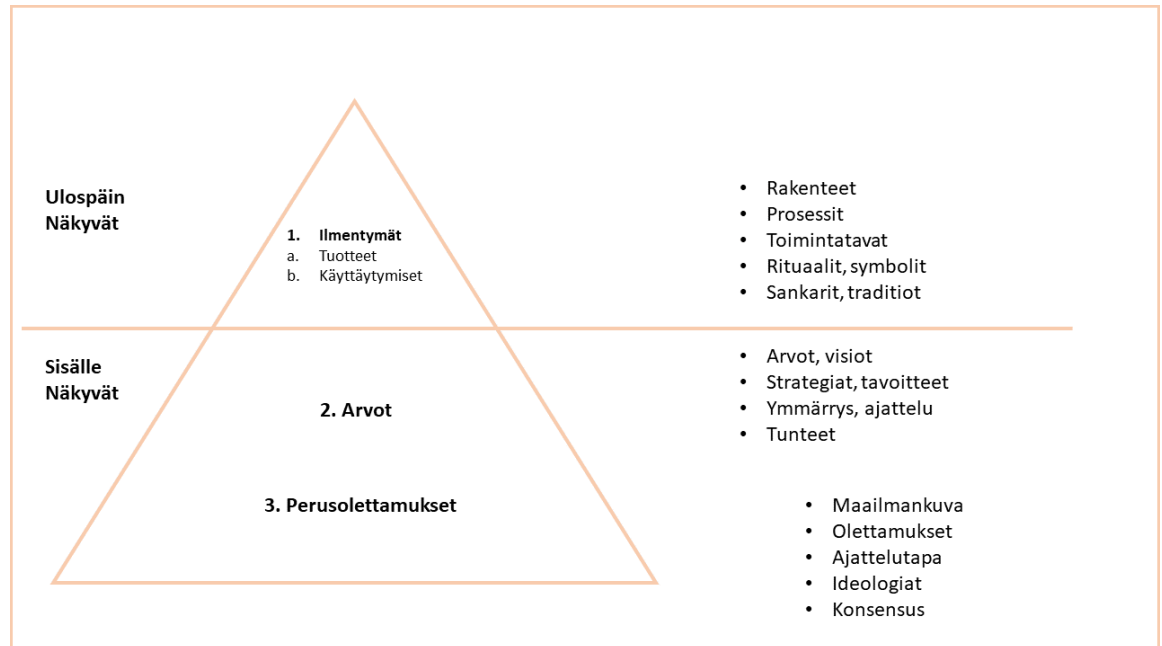 Ulospäin
Näkyvät
1. Ilmentymät
a. Tuotteet
b. Käyttäytymiset
• Rakenteet
• Prosessit
• Toimintatavat
• Rituaalit, symbolit
• Sankarit, traditiot
Sisälle
Näkyvät
2. Arvot
3. Perusolettamukset
• Arvot, visiot
• Strategiat, tavoitteet
• Ymmärrys, ajattelu
• Tunteet
• Maailmankuva
• Olettamukset
• Ajattelutapa
• Ideologiat
• Konsensus